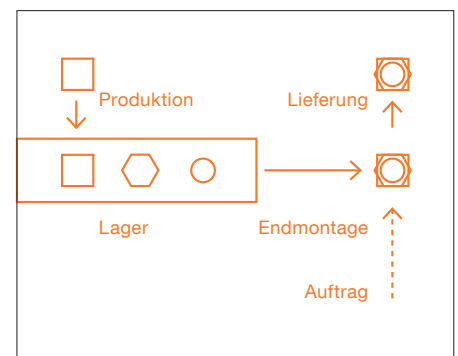 Produktion
Lieferung
Lager
Endmontage
Auftrag